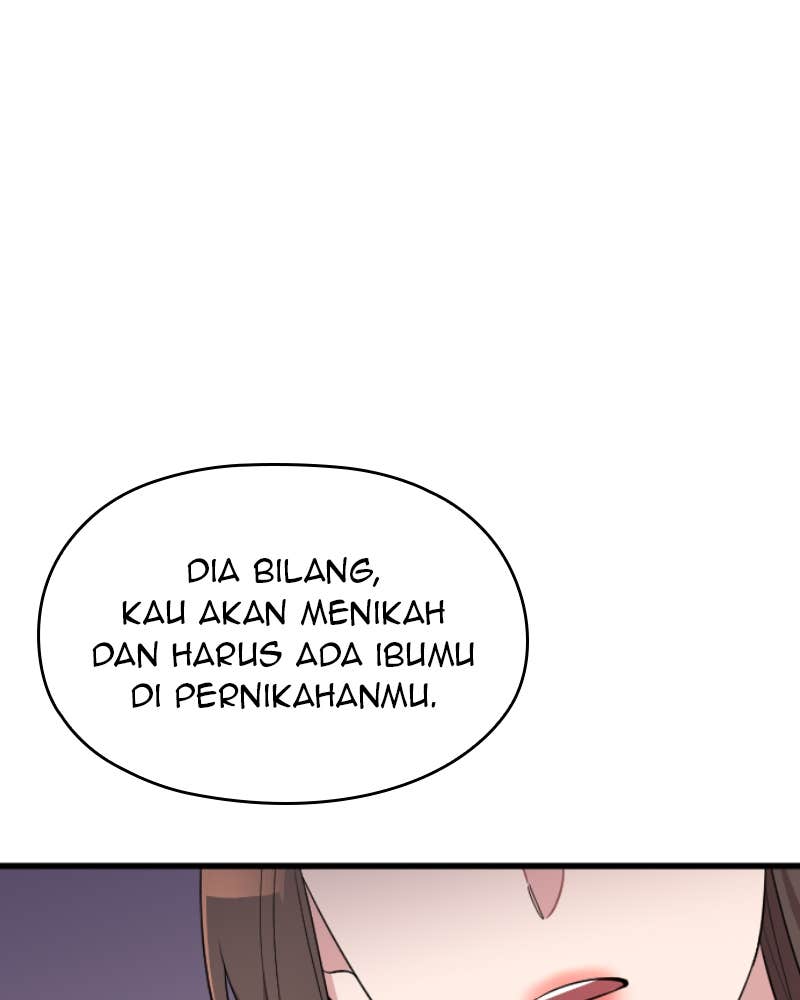 DIA BILANG,
KAU AKAN MENIKAH
DAN HARUS ADA IBUMU
DI PERNIKAHANMU.